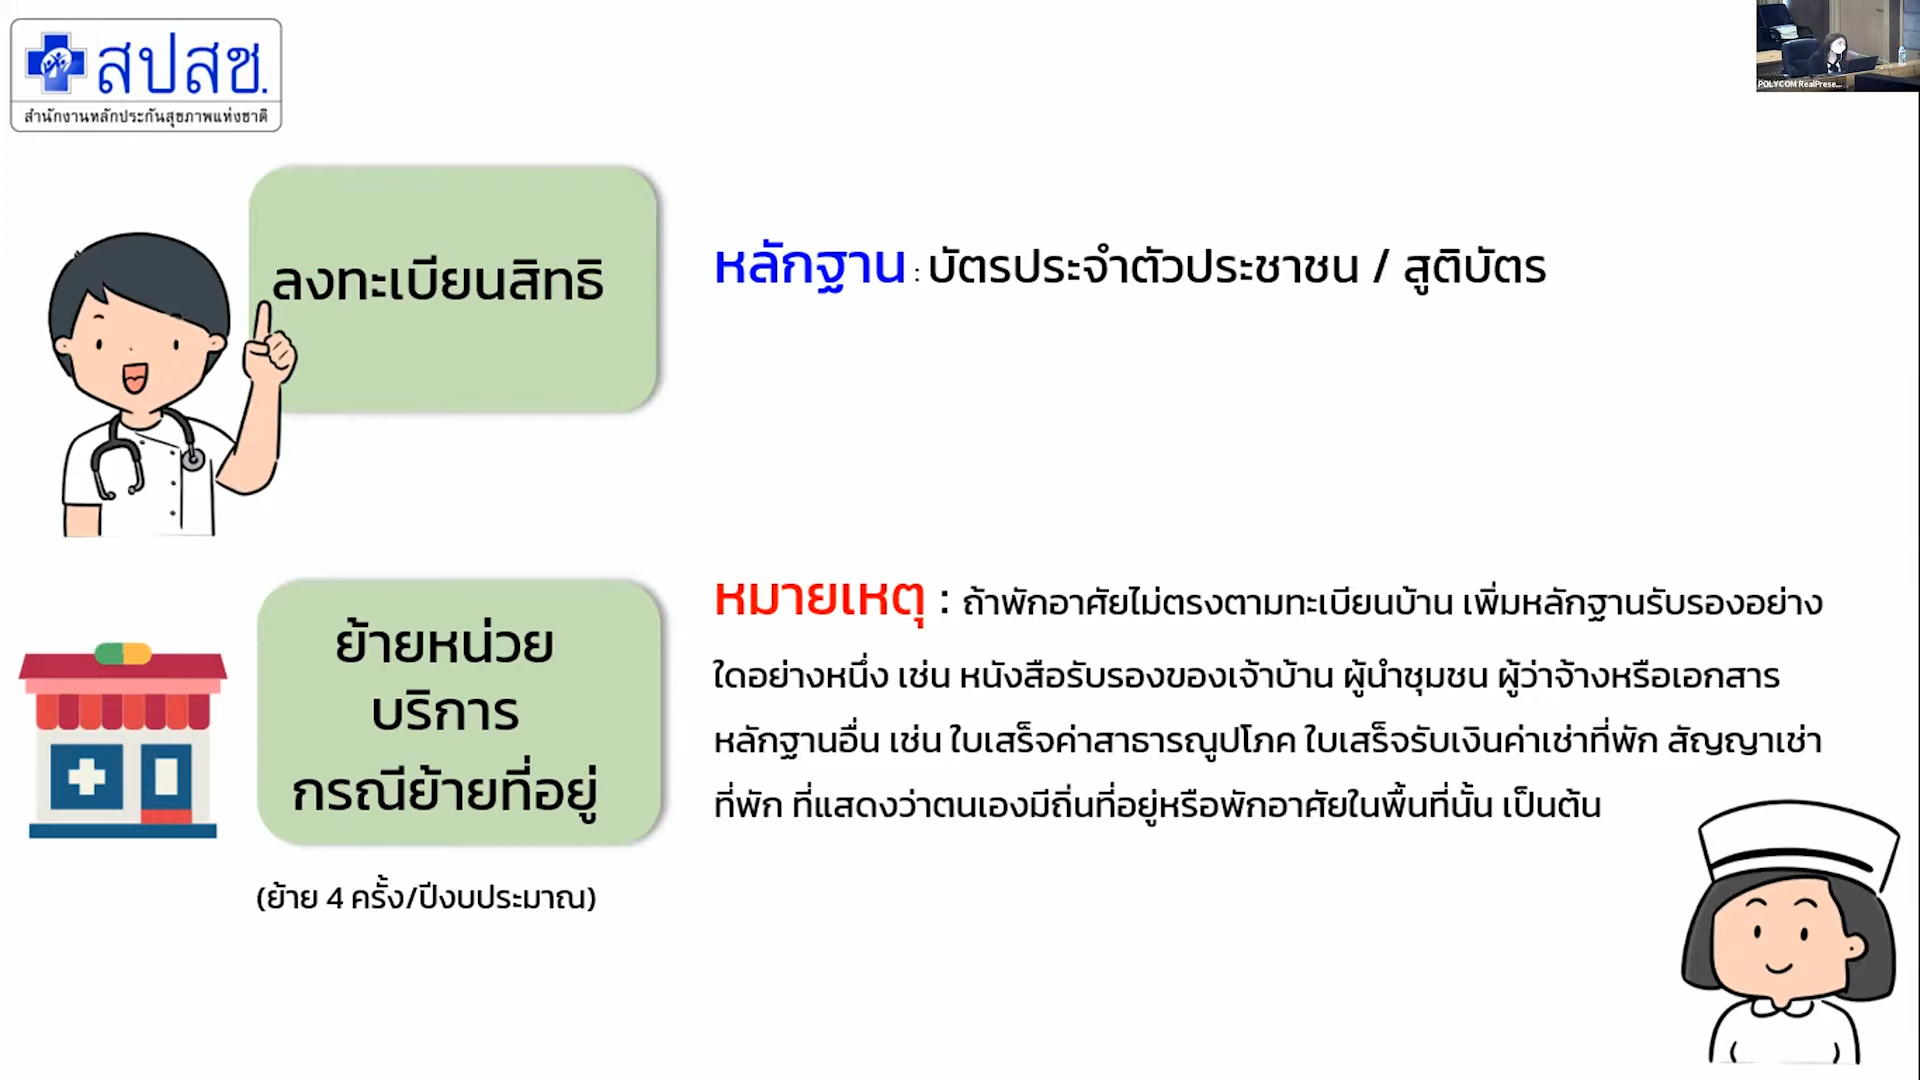 สปสช.
สำนักงานหลักประกันสุขภาพแห่งชาติ
POLYCOM RealPrese...
ลงทะเบียนสิทธิ
หลักฐาน : บัตรประจำตัวประชาชน / สูติบัตร
ย้ายหน่วย
บริการ
กรณีย้ายที่อยู่
(ย้าย 4 ครั้ง/ปีงบประมาณ)
หมายเหตุ : ถ้าพักอาศัยไม่ตรงตามทะเบียนบ้าน เพิ่มหลักฐานรับรองอย่าง
ใดอย่างหนึ่ง เช่น หนังสือรับรองของเจ้าบ้าน ผู้นำชุมชน ผู้ว่าจ้างหรือเอกสาร
หลักฐานอื่น เช่น ใบเสร็จค่าสาธารณูปโภค ใบเสร็จรับเงินค่าเช่าที่พัก สัญญาเช่า
ที่พัก ที่แสดงว่าตนเองมีถิ่นที่อยู่หรือพักอาศัยในพื้นที่นั้น เป็นต้น